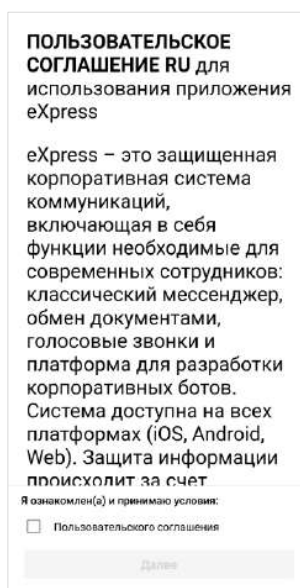 ПОЛЬЗОВАТЕЛЬСКОЕ
СОГЛАШЕНИЕ RU для
использования приложения
eXpress
eXpress – это защищенная
корпоративная система
коммуникаций,
включающая в себя
функции необходимые для
современных сотрудников:
классический мессенджер,
обмен документами,
голосовые звонки и
платформа для разработки
корпоративных ботов.
Система доступна на всех
платформах (iOS, Android,
Web). Защита информации
происходит за счет
Я ознакомлен(а) и принимаю условия:
Пользовательского соглашения
Далее